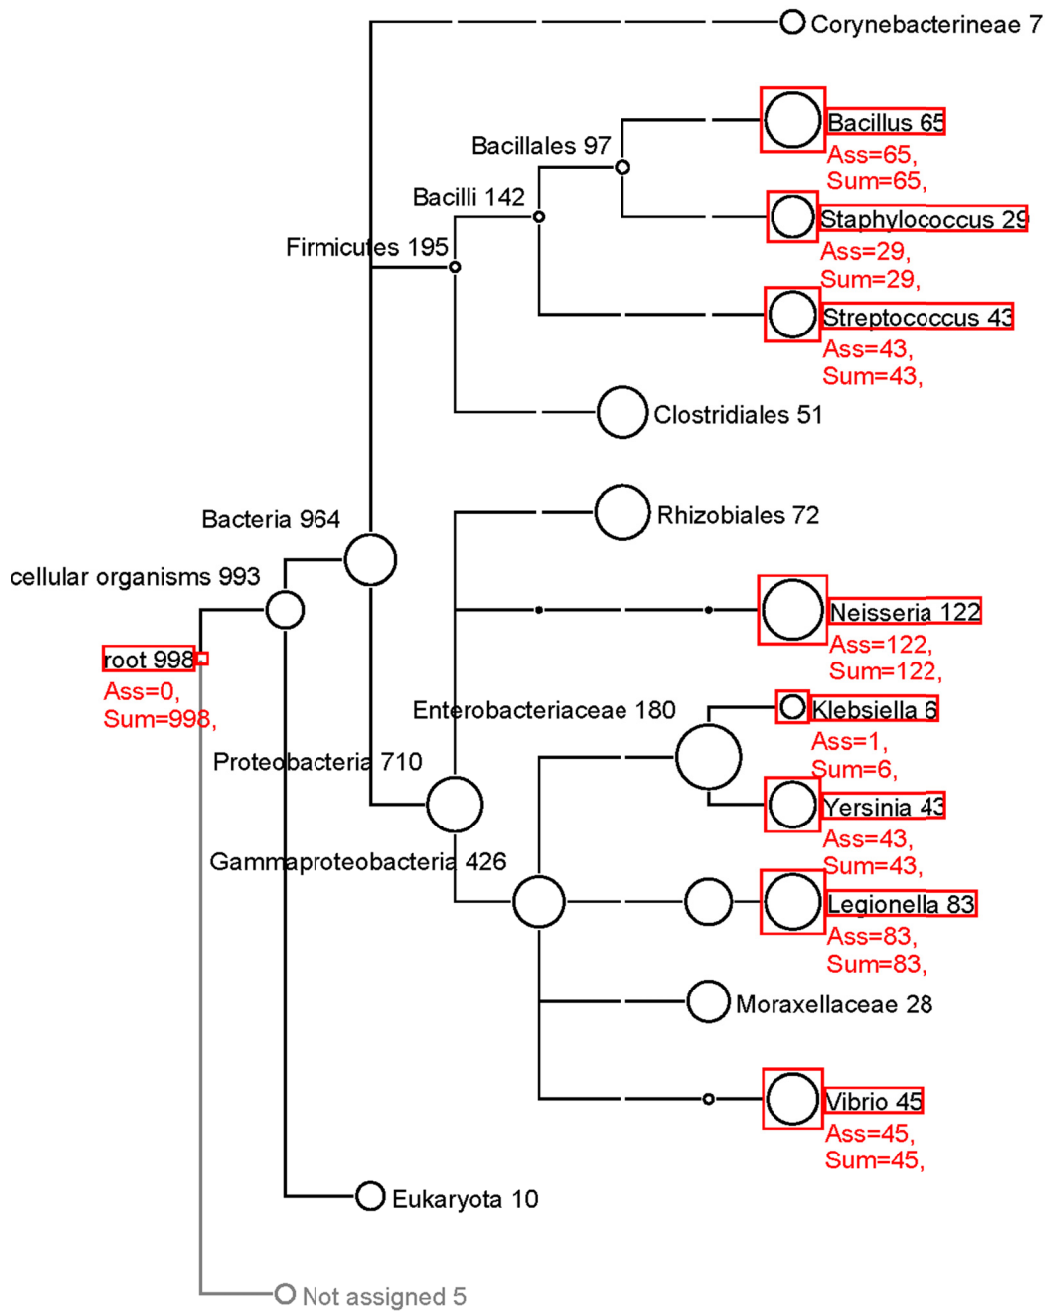 Corynebacterineae 7
Bacillus 65
Ass=65,
Sum=65,
Bacillales 97
Bacilli 142
Staphylococcus 29
Ass=29,
Sum=29,
Firmicutes 195
Streptococcus 43
Ass=43,
Sum=43,
Clostridiales 51
Bacteria 964
Rhizobiales 72
cellular organisms 993
Neisseria 122
Ass=122,
Sum=122,
root 998
Ass=0,
Sum=998,
Enterobacteriaceae 180
Klebsiella 6
Ass=1,
Sum=6,
Proteobacteria 710
Yersinia 43
Ass=43,
Sum=43,
Gammaproteobacteria 426
Legionella 83
Ass=83,
Sum=83,
Moraxellaceae 28
Vibrio 45
Ass=45,
Sum=45,
Eukaryota 10
Not assigned 5